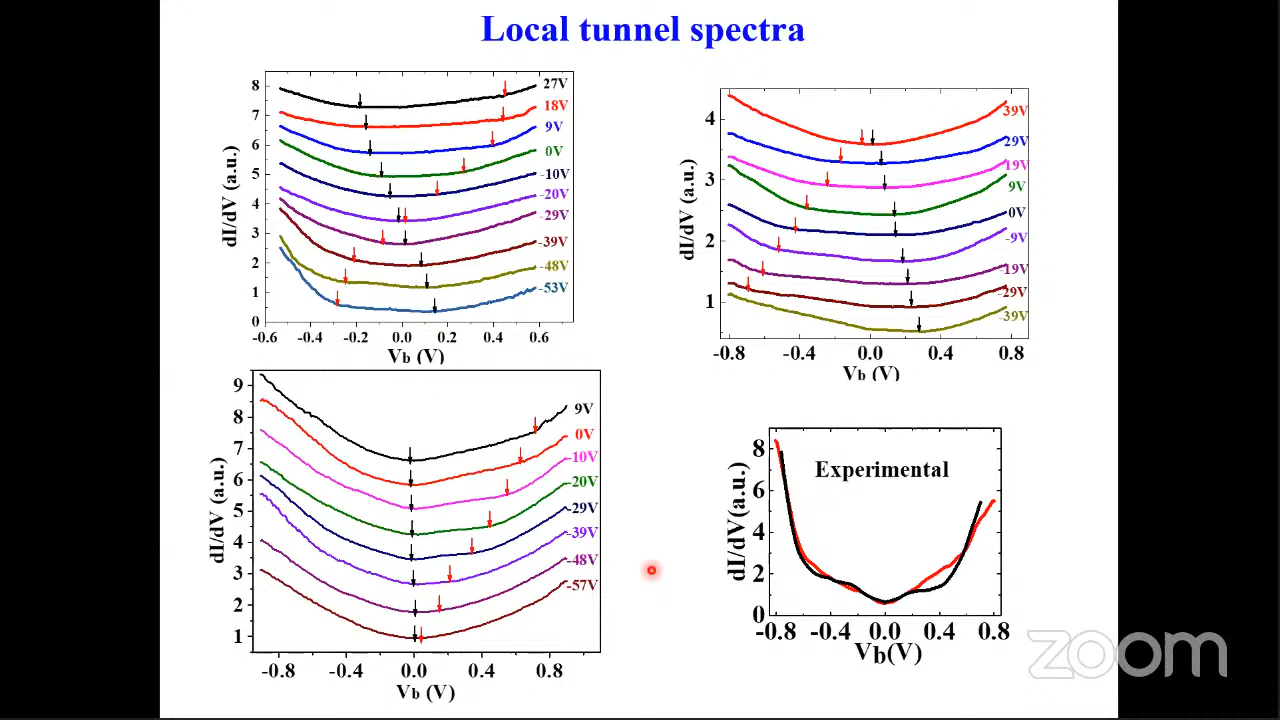 Local tunnel spectra
8
7
6
5
4
3
2
1
0
dI/dV (a.u.)
27V
18V
9V
0V
-10V
-20V
-29V
-39V
-48V
-53V
-0.6 -0.4 -0.2 0.0 0.2 0.4 0.6
Vb (V)
4
3
2
1
dI/dV (a.u.)
39V
29V
19V
9V
0V
-9V
-19V
-29V
-39V
-0.8 -0.4 0.0 0.4 0.8
Vb (V)
9
8
7
6
5
4
3
2
1
dI/dV (a.u.)
9V
0V
-10V
-20V
-29V
-39V
-48V
-57V
-0.8 -0.4 0.0 0.4 0.8
Vb (V)
8
6
4
2
0
dI/dV(a.u.)
Experimental
-0.8 -0.4 0.0 0.4 0.8
Vb(V)
zoom